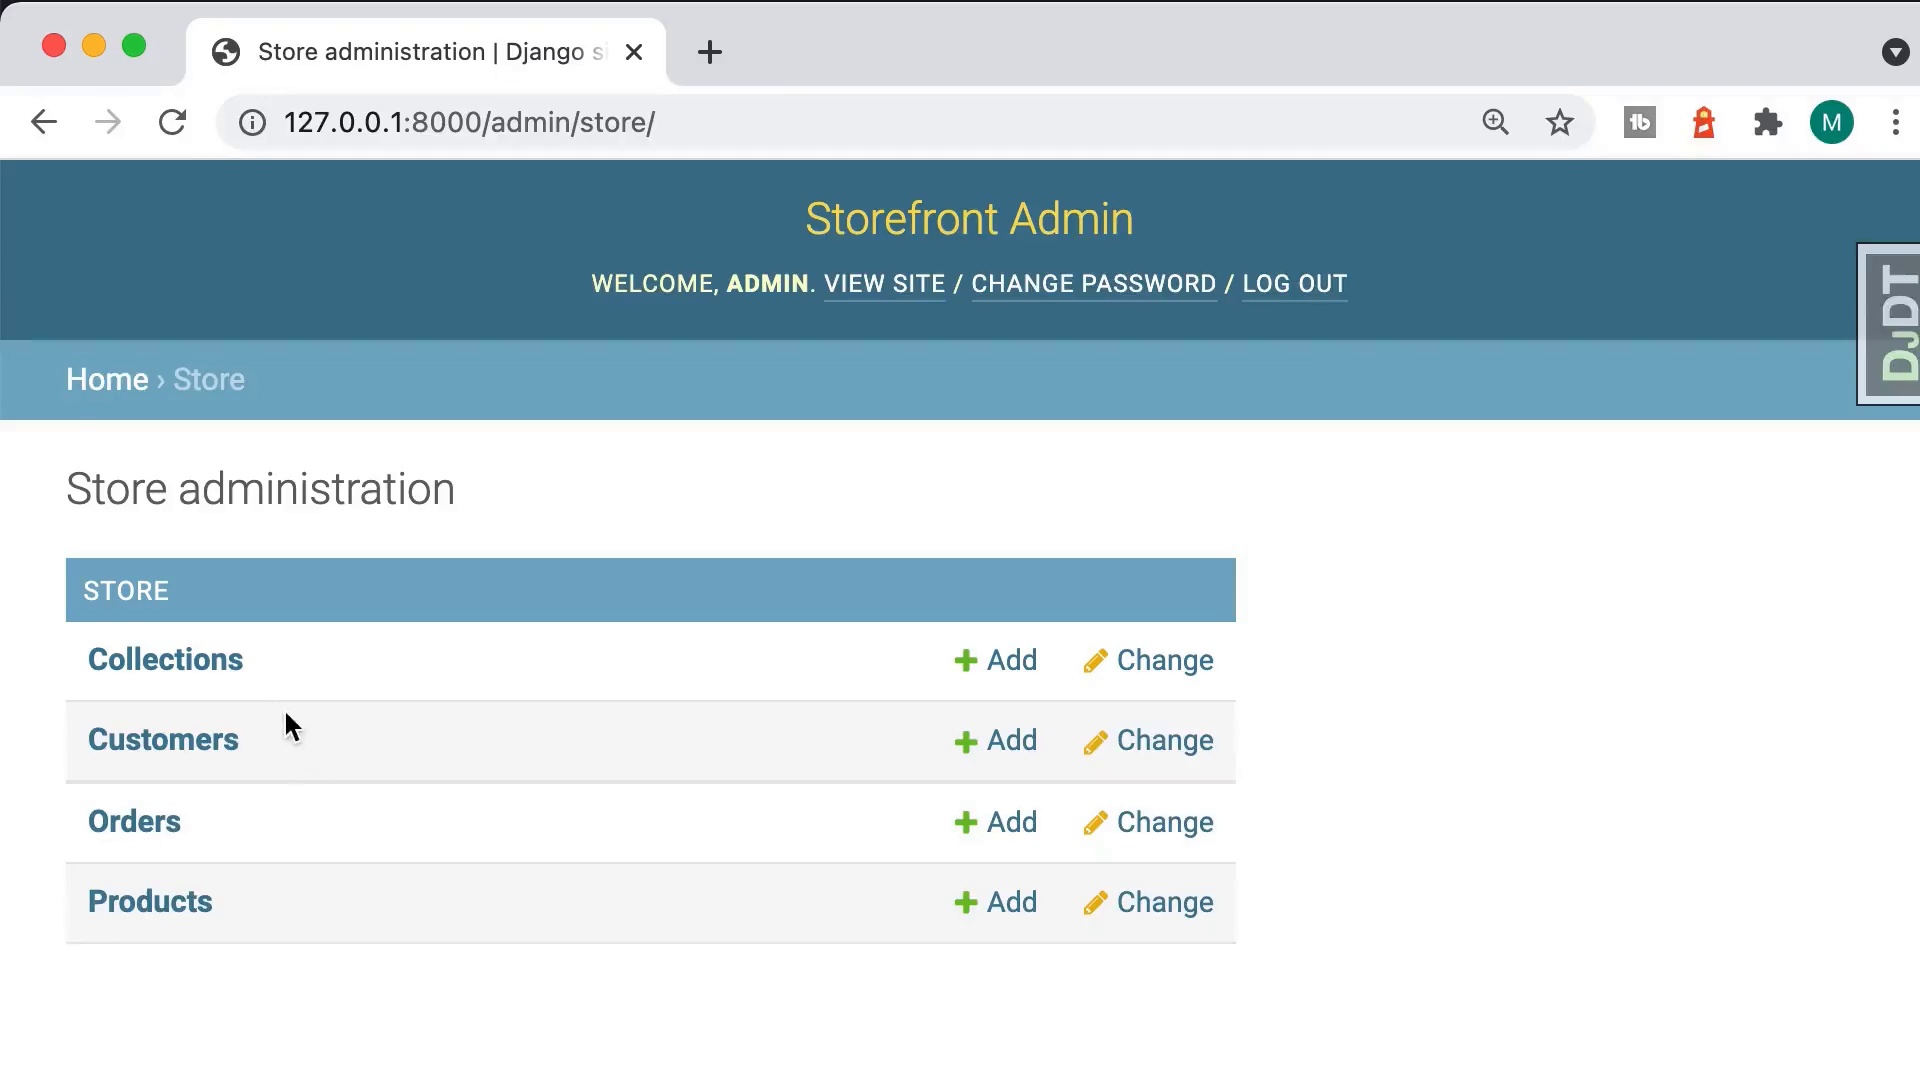 Store administration | Django si
127.0.0.1:8000/admin/store/
M
Storefront Admin
WELCOME, ADMIN. VIEW SITE / CHANGE PASSWORD / LOG OUT
DJDT
Home › Store
Store administration
STORE
Collections Add Change
Customers Add Change
Orders Add Change
Products Add Change